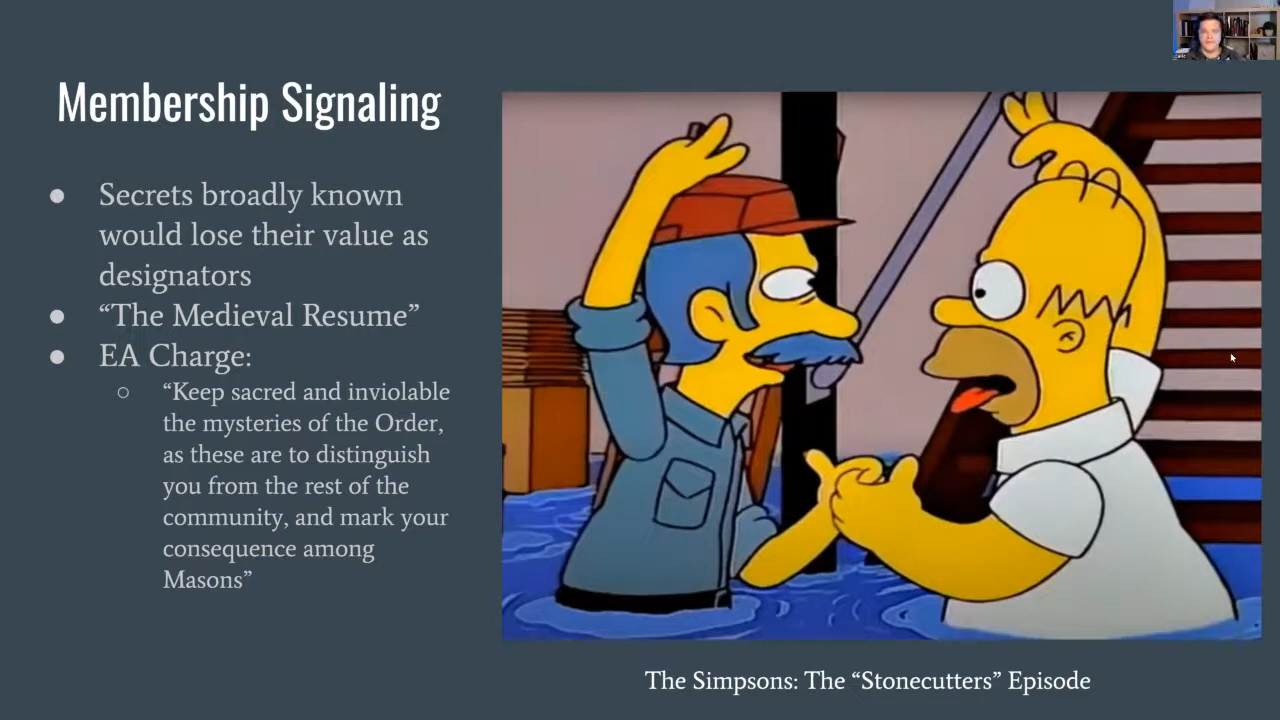 Membership Signaling
● Secrets broadly known
would lose their value as
designators
● “The Medieval Resume”
● EA Charge:
○ “Keep sacred and inviolable
the mysteries of the Order,
as these are to distinguish
you from the rest of the
community, and mark your
consequence among
Masons”
The Simpsons: The “Stonecutters” Episode